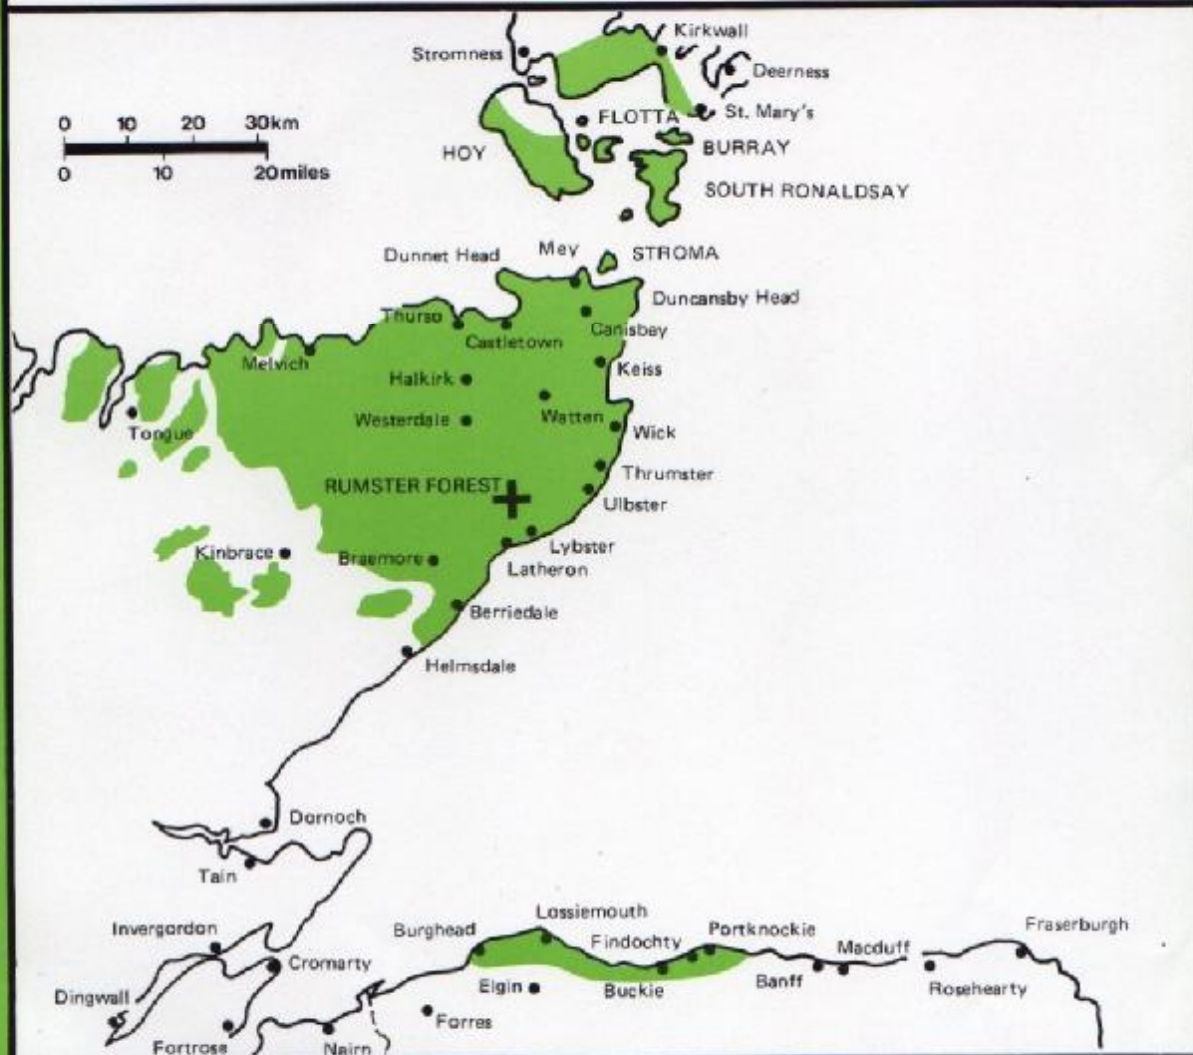 Kirkwall
Stromness
Deerness
0 10 20 30km
FLOTTA
St. Mary's
HOY
BURRAY
0 10 20 miles
SOUTH RONALDSAY
Dunnet Head
Mey
STROMA
Duncansby Head
Thurso
Canisbay
Castletown
Melvich
Keiss
Halkirk
Westerdale
Watten
Tongue
Wick
Thrumster
RUMSTER FOREST
Ulbster
Lybster
Kinbrace
Braemore
Latheron
Berriedale
Helmsdale
Dornoch
Tain
Lossiemouth
Invergordon
Burghead
Portknockie
Fraserburgh
Findochty
Macduff
Cromarty
Elgin
Buckie
Banff
Rosehearty
Dingwall
Forres
Fortrose
Nairn